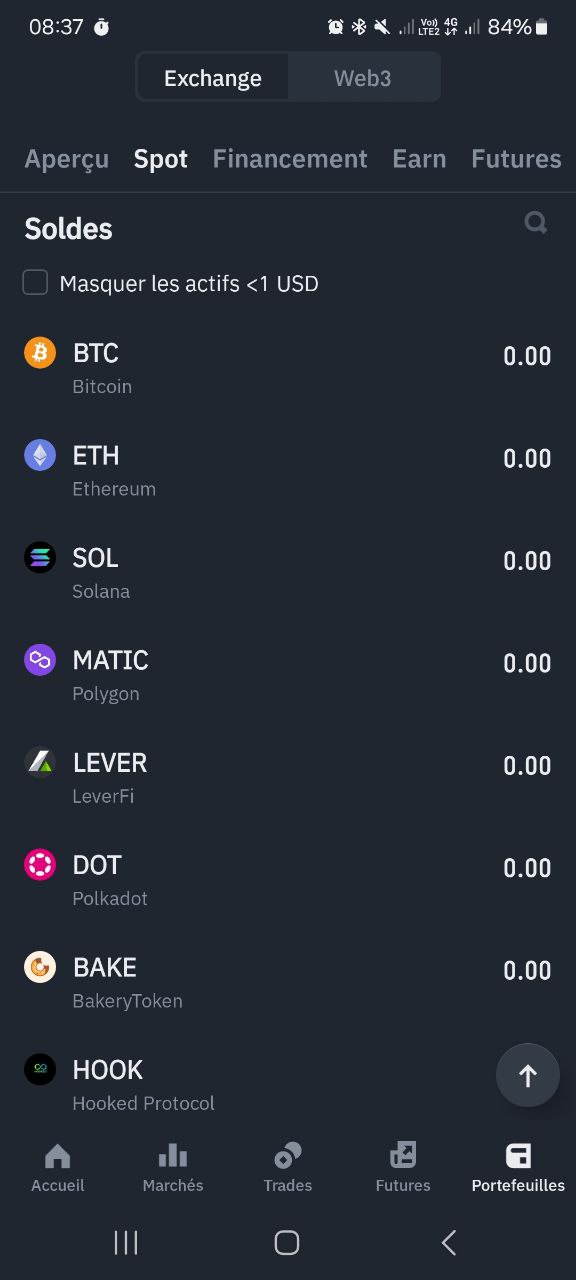 08:37 84%
Vo)) 4G
LTE2
Exchange Web3
Aperçu Spot Financement Earn Futures
Soldes
Masquer les actifs <1 USD
BTC 0.00
Bitcoin
ETH 0.00
Ethereum
SOL 0.00
Solana
MATIC 0.00
Polygon
LEVER 0.00
LeverFi
DOT 0.00
Polkadot
BAKE 0.00
BakeryToken
HOOK
Hooked Protocol
Accueil Marchés Trades Futures Portefeuilles